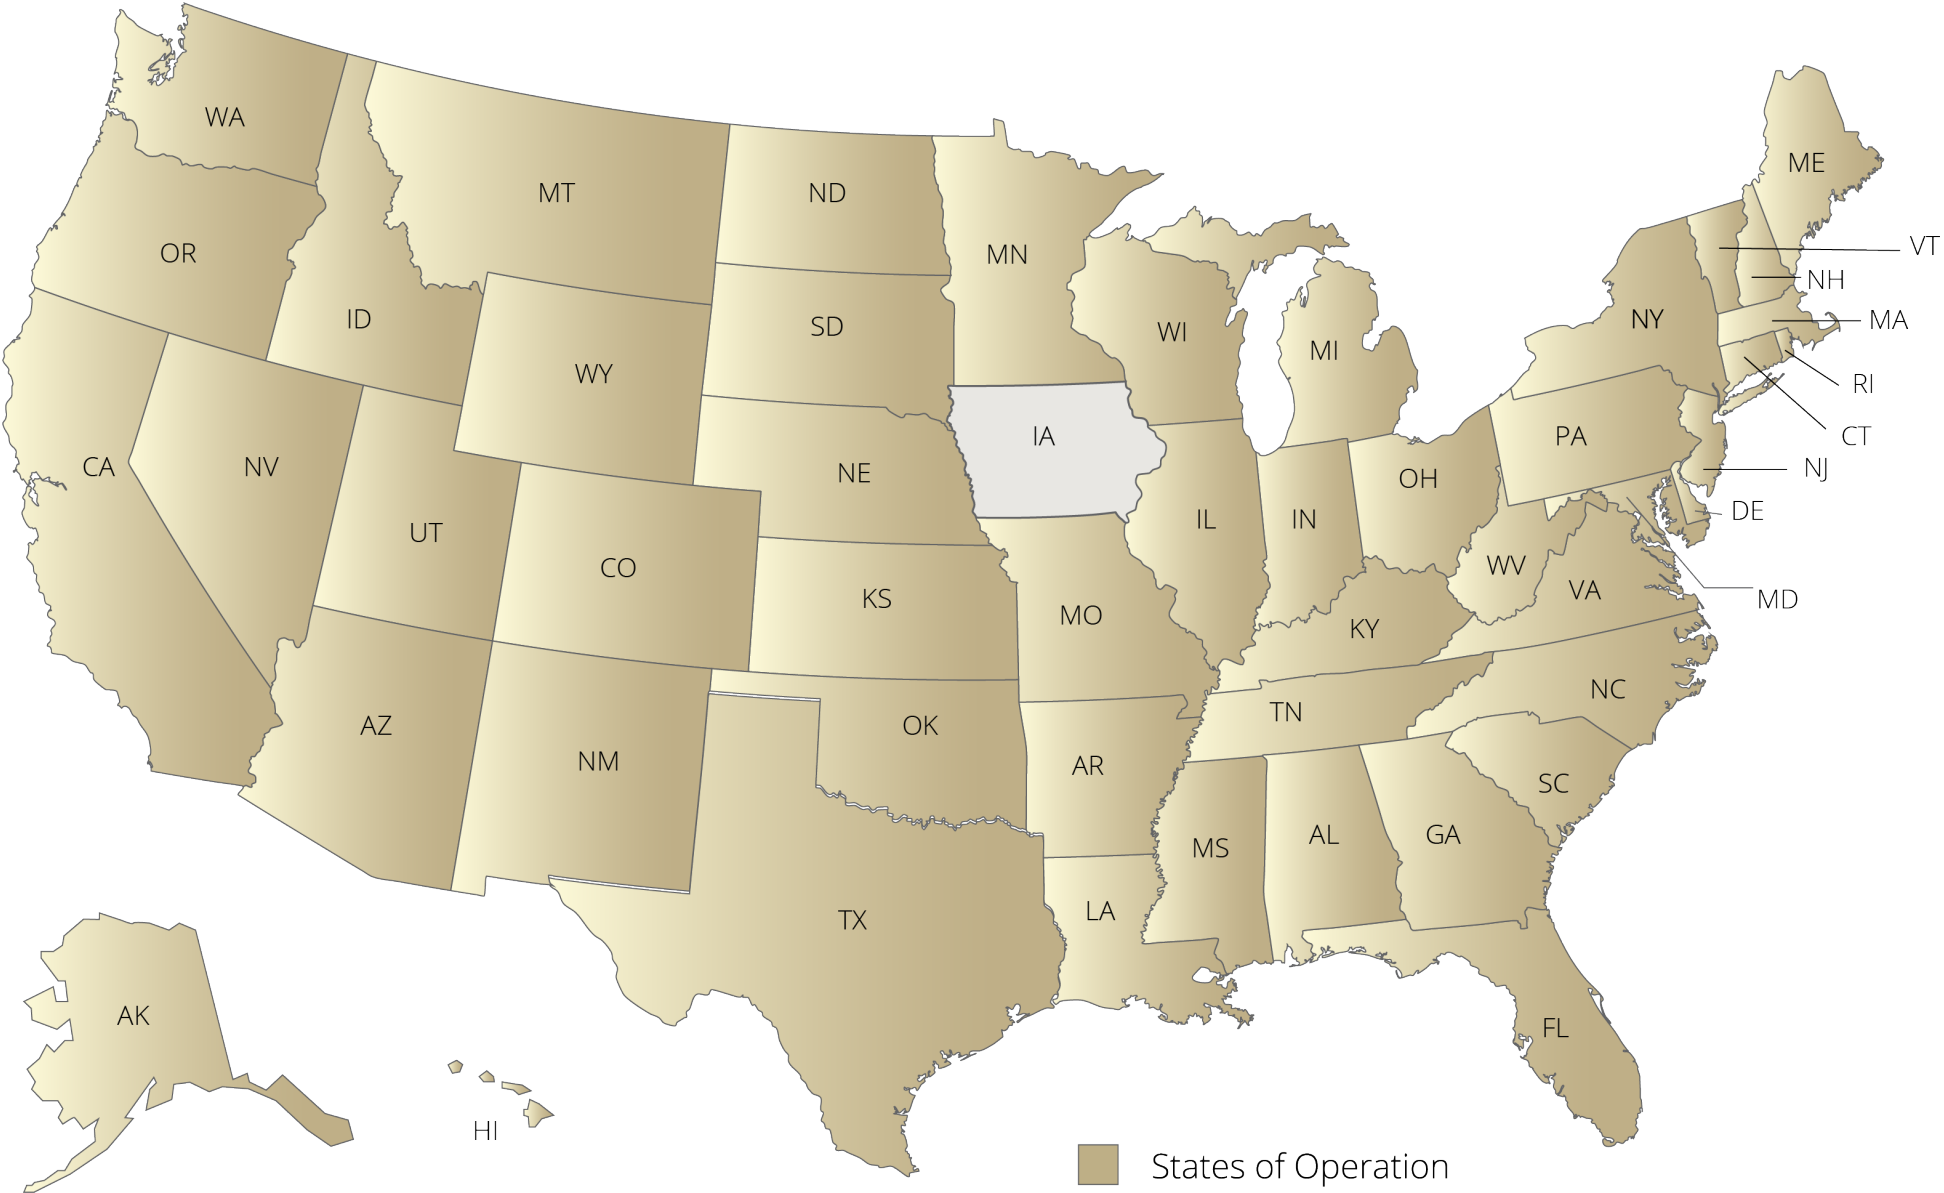 WA
MT
ND
MN
ME
OR
VT
ID
SD
WI
MI
NY
NH
MA
WY
RI
IA
PA
CT
CA
NV
NE
OH
NJ
UT
CO
IL
IN
DE
KS
MO
WV
VA
MD
KY
AZ
NM
OK
AR
TN
NC
SC
MS
AL
GA
TX
LA
AK
FL
HI
States of Operation